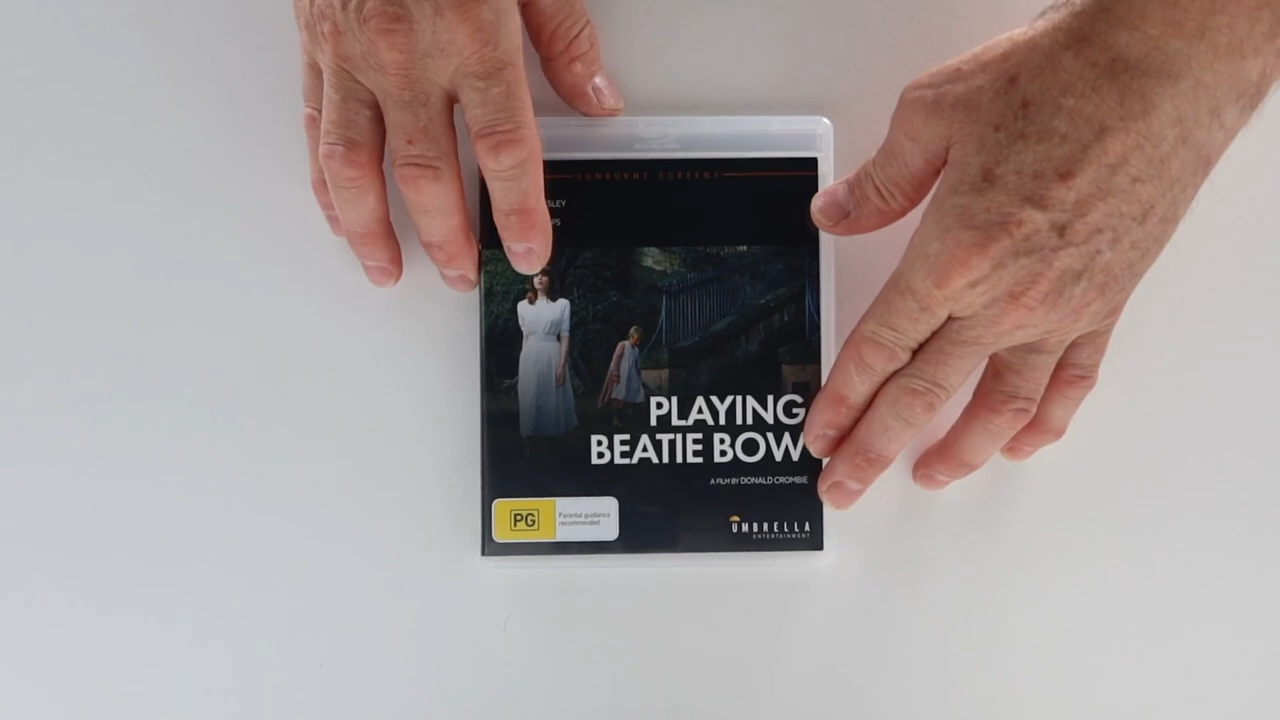 SUNBURNT SCREENS
SLEY
PS
PLAYING
BEATIE BOW
A FILM BY DONALD CROMBIE
PG
Parental guidance
recommended
UMBRELLA
ENTERTAINMENT